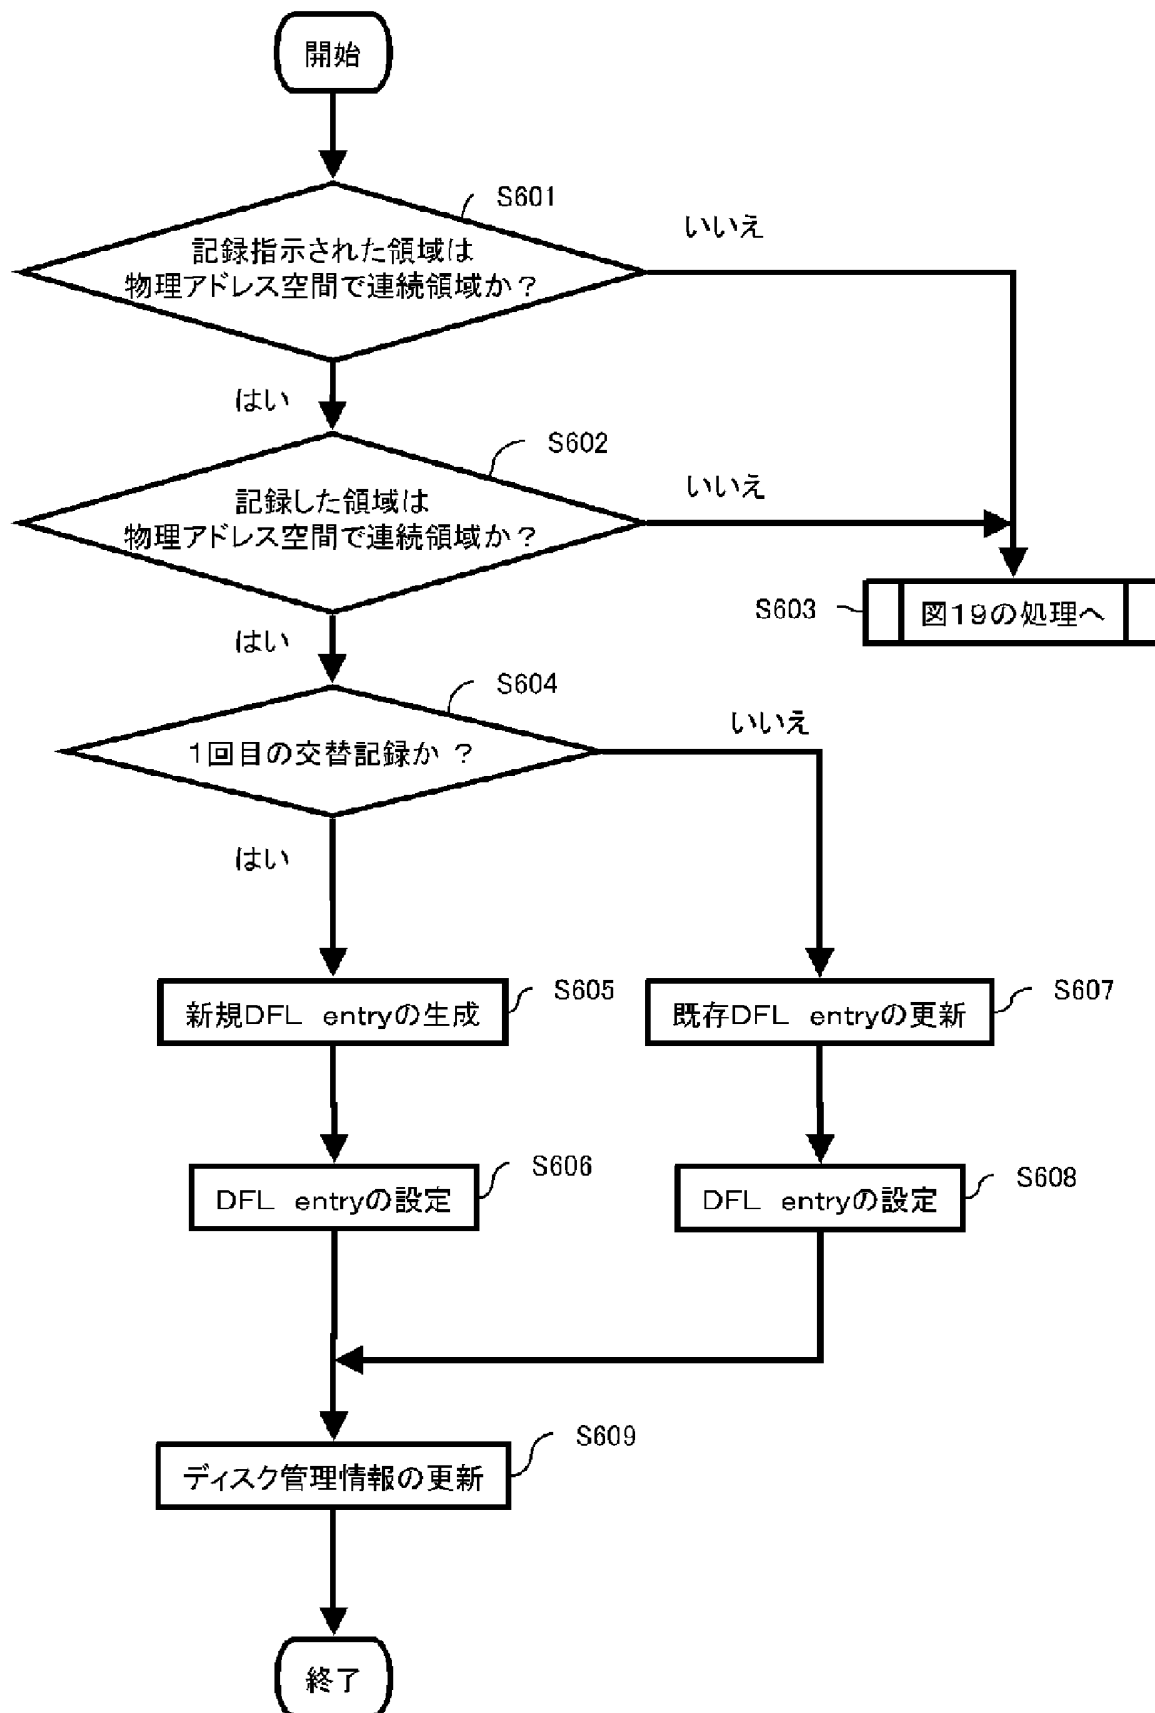 開始
S601
いいえ
記録指示された領域は
物理アドレス空間で連続領域か？
はい
S602
いいえ
記録した領域は
物理アドレス空間で連続領域か？
S603
図19の処理へ
はい
S604
いいえ
1回目の交替記録か？
はい
S605
新規DFL entryの生成
S607
既存DFL entryの更新
S606
DFL entryの設定
S608
DFL entryの設定
S609
ディスク管理情報の更新
終了